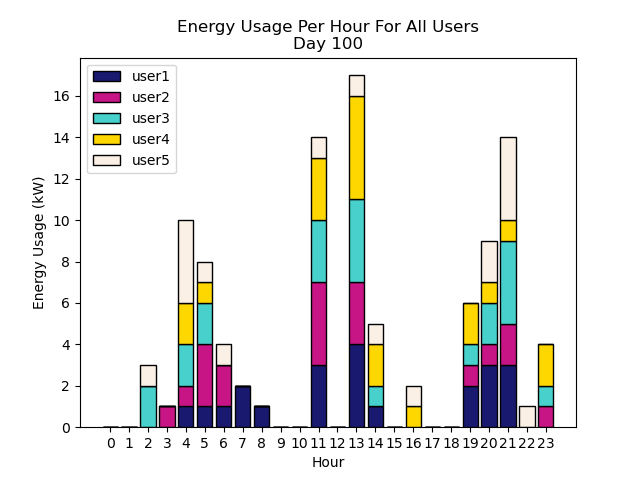 Energy Usage Per Hour For All Users
Day 100
user1
user2
user3
user4
user5
Energy Usage (kW)
16
14
12
10
8
6
4
2
0
0 1 2 3 4 5 6 7 8 9 10 11 12 13 14 15 16 17 18 19 20 21 22 23
Hour